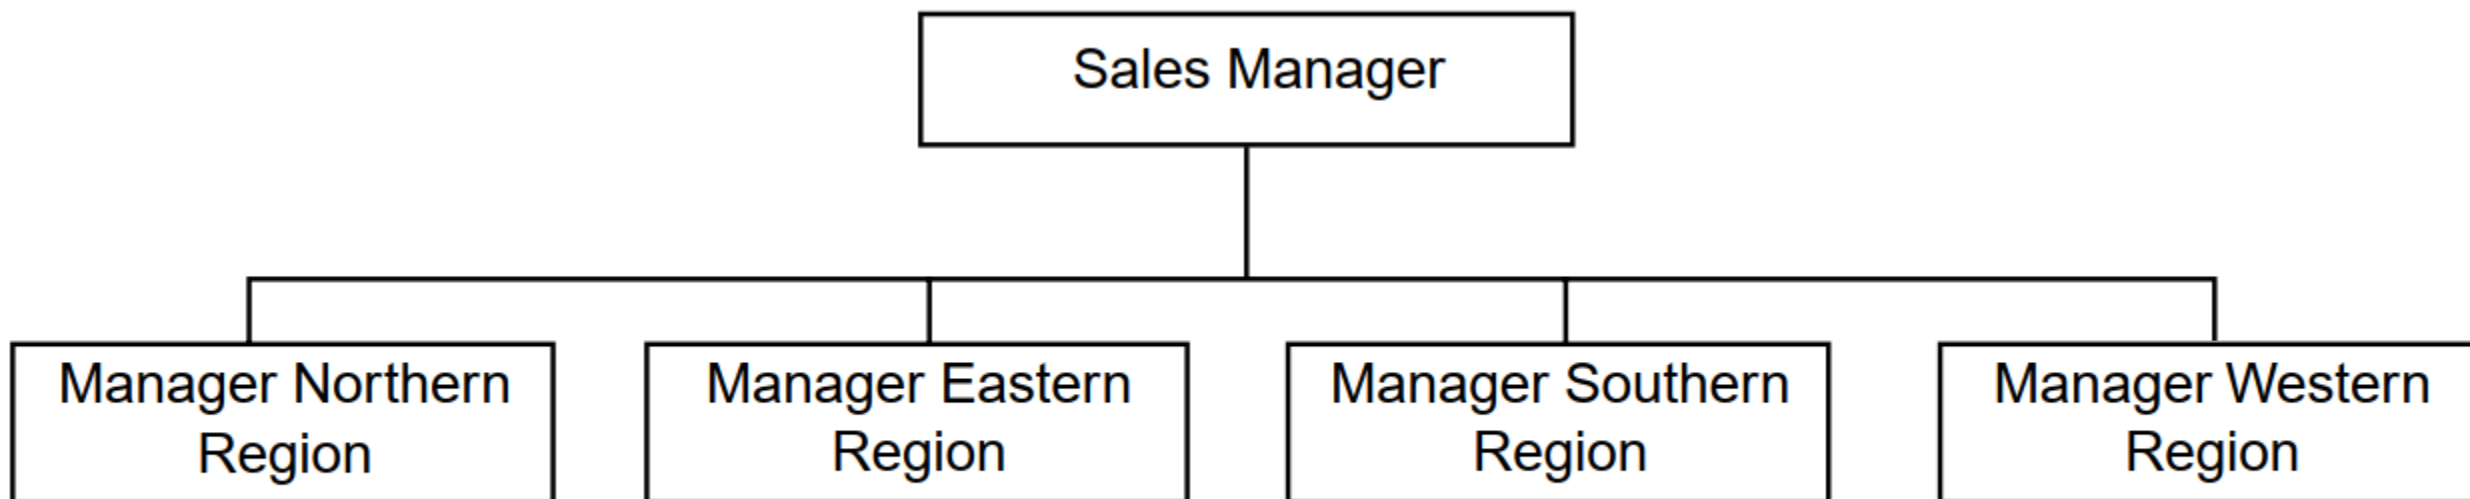 Sales Manager
Manager Northern
Region
Manager Eastern
Region
Manager Southern
Region
Manager Western
Region